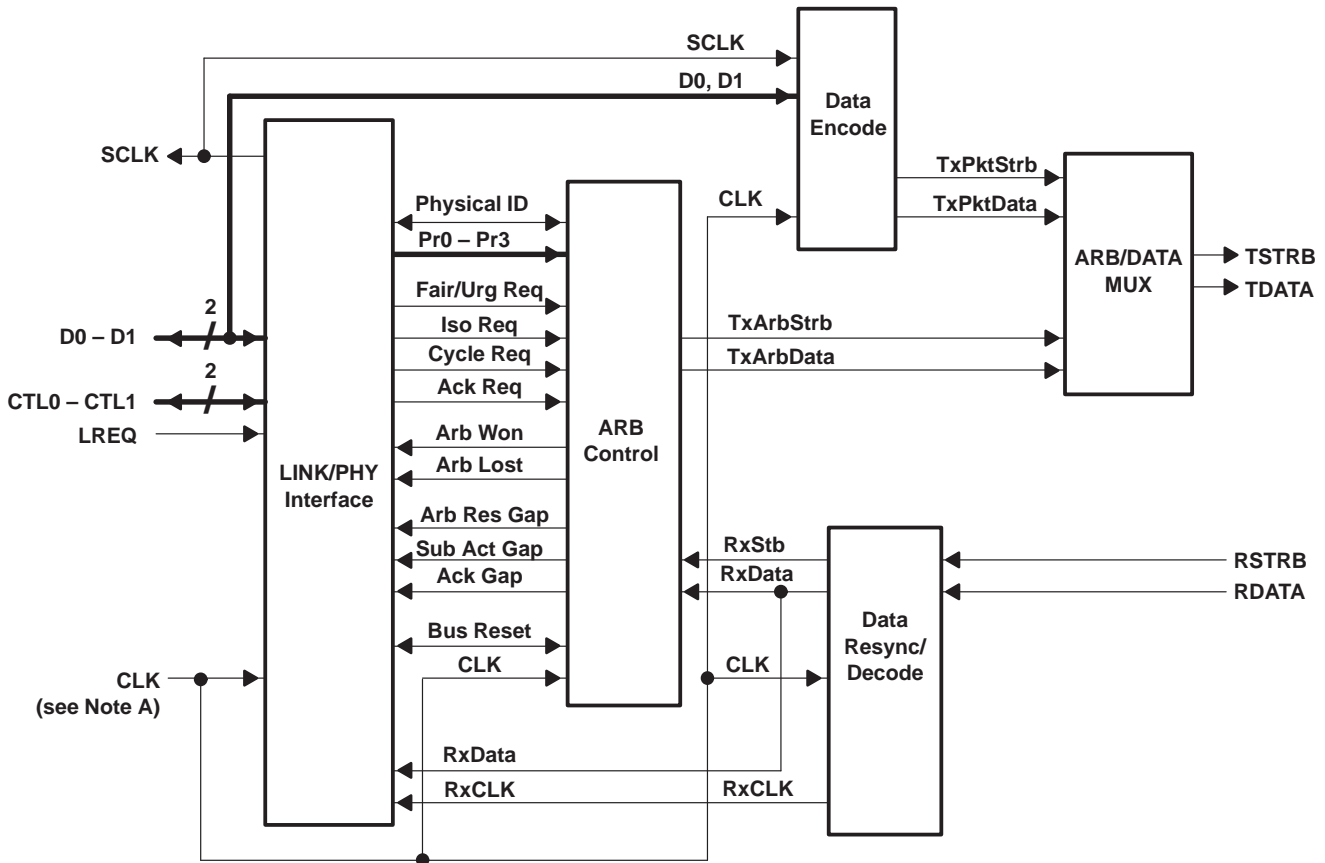 SCLK
D0, D1
Data
Encode
SCLK
TxPktStrb
Physical ID
CLK
TxPktData
Pr0 – Pr3
ARB/DATA
MUX
TSTRB
TDATA
Fair/Urg Req
2
Iso Req
TxArbStrb
D0 – D1
Cycle Req
TxArbData
2
Ack Req
CTL0 – CTL1
LREQ
Arb Won
ARB
Control
Arb Lost
LINK/PHY
Interface
Arb Res Gap
Sub Act Gap
RxStb
RSTRB
Ack Gap
RxData
RDATA
Data
Resync/
Decode
Bus Reset
CLK
CLK
CLK
(see Note A)
RxData
RxCLK
RxCLK